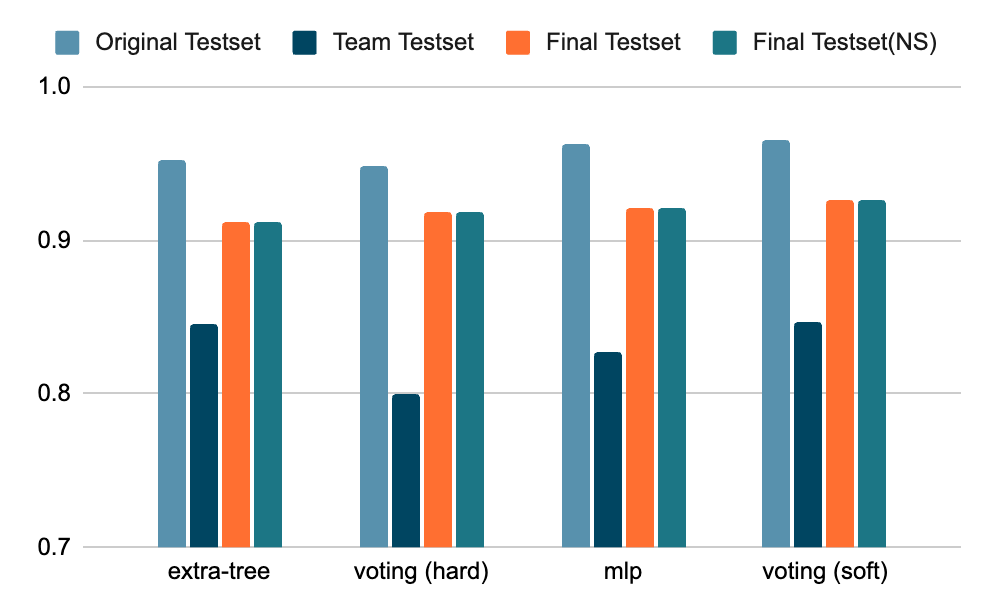 Original Testset Team Testset Final Testset Final Testset(NS)
1.0
0.9
0.8
0.7
extra-tree voting (hard) mlp voting (soft)